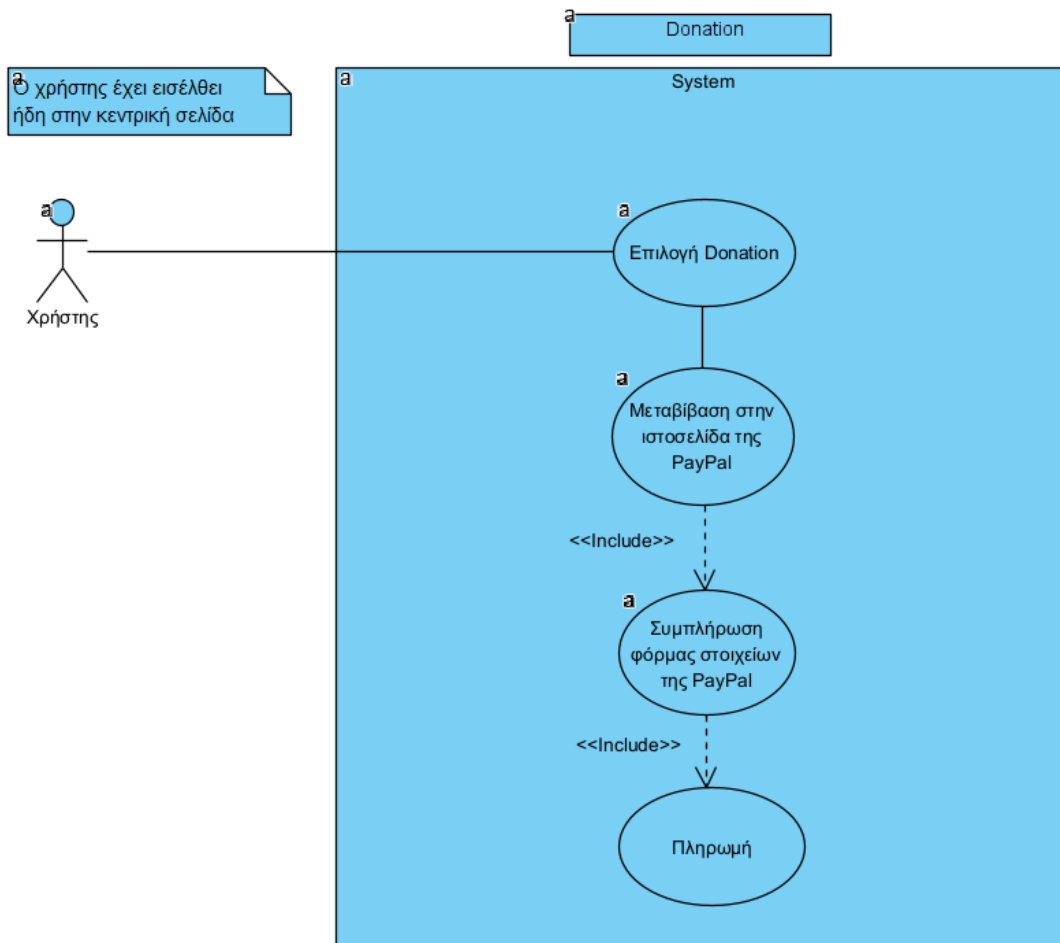 a
Donation
a
Ο χρήστης έχει εισέλθει
ήδη στην κεντρική σελίδα
a
System
a
Χρήστης
a
Επιλογή Donation
a
Μεταβίβαση στην
ιστοσελίδα της
PayPal
<<Include>>
a
Συμπλήρωση
φόρμας στοιχείων
της PayPal
<<Include>>
Πληρωμή